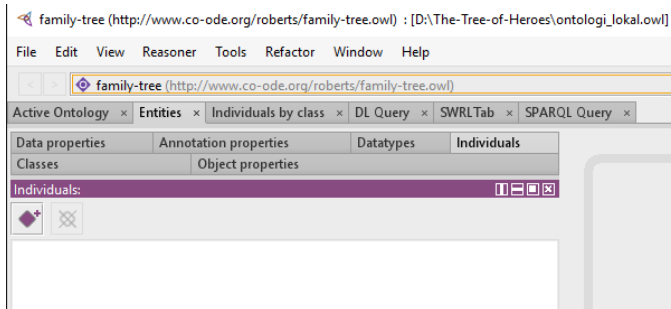 family-tree (http://www.co-ode.org/roberts/family-tree.owl) : [D:\The-Tree-of-Heroes\ontologi_lokal.owl]
File Edit View Reasoner Tools Refactor Window Help
< > family-tree (http://www.co-ode.org/roberts/family-tree.owl)
Active Ontology × Entities × Individuals by class × DL Query × SWRLTab × SPARQL Query ×
Data properties Annotation properties Datatypes Individuals
Classes Object properties
Individuals: